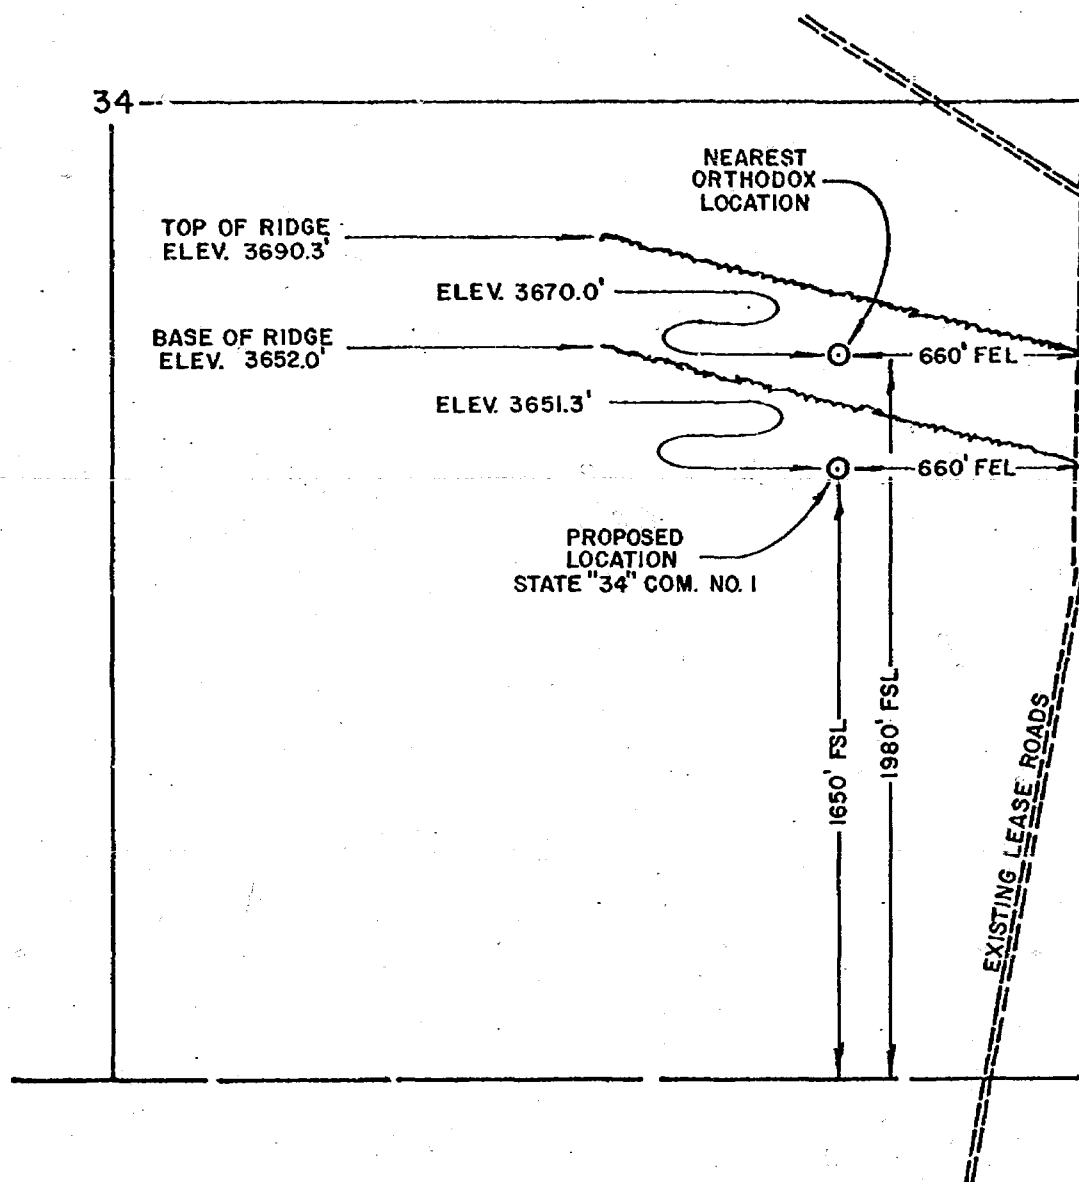 34
NEAREST
ORTHODOX
LOCATION
TOP OF RIDGE
ELEV. 3690.3'
ELEV. 3670.0'
BASE OF RIDGE
ELEV. 3652.0'
660' FEL
ELEV. 3651.3'
660' FEL
PROPOSED
LOCATION
STATE "34" COM. NO. 1
1650' FSL
1980' FSL
EXISTING LEASE ROADS